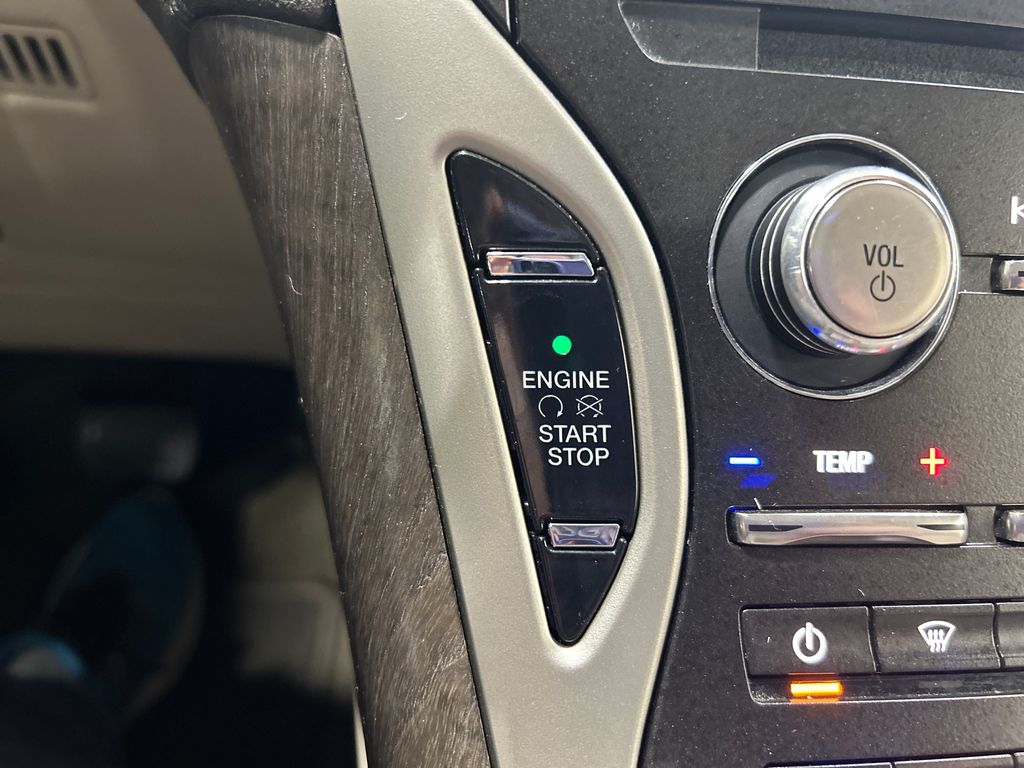 VOL
ENGINE
START
STOP
- TEMP +